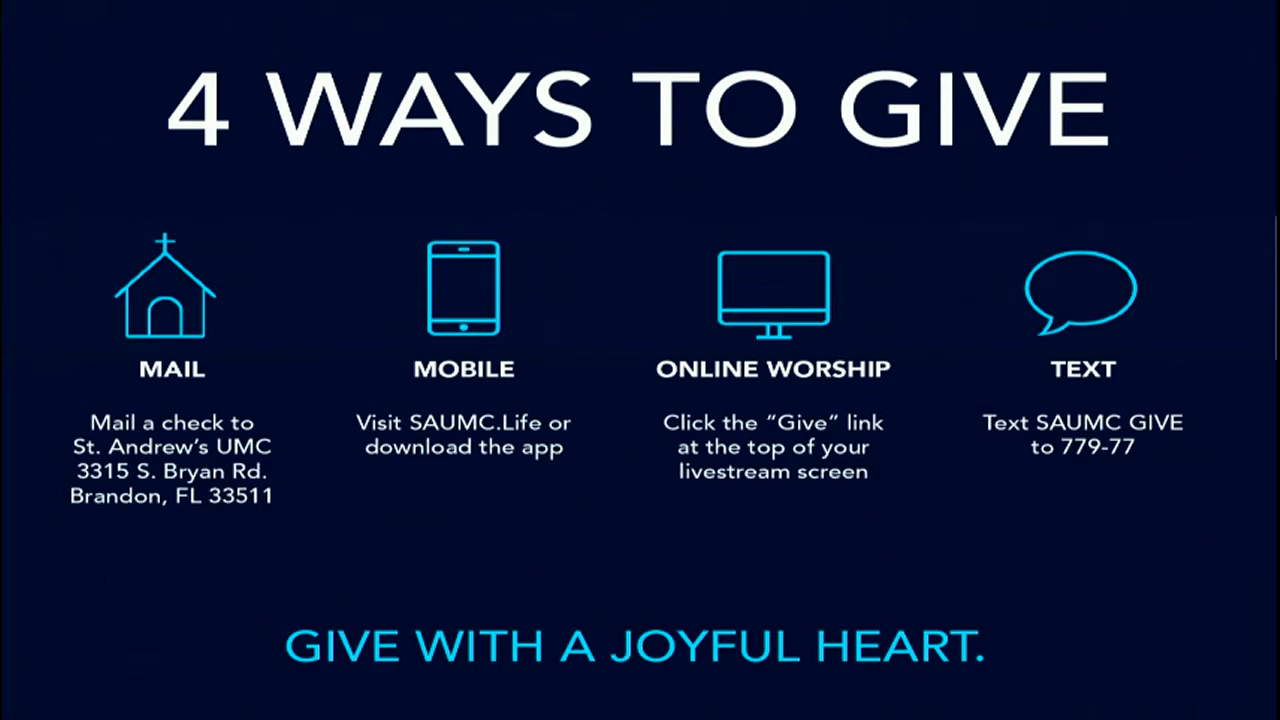 4 WAYS TO GIVE
MAIL
Mail a check to
St. Andrew's UMC
3315 S. Bryan Rd.
Brandon, FL 33511
MOBILE
Visit SAUMC.Life or
download the app
ONLINE WORSHIP
Click the “Give” link
at the top of your
livestream screen
TEXT
Text SAUMC GIVE
to 779-77
GIVE WITH A JOYFUL HEART.